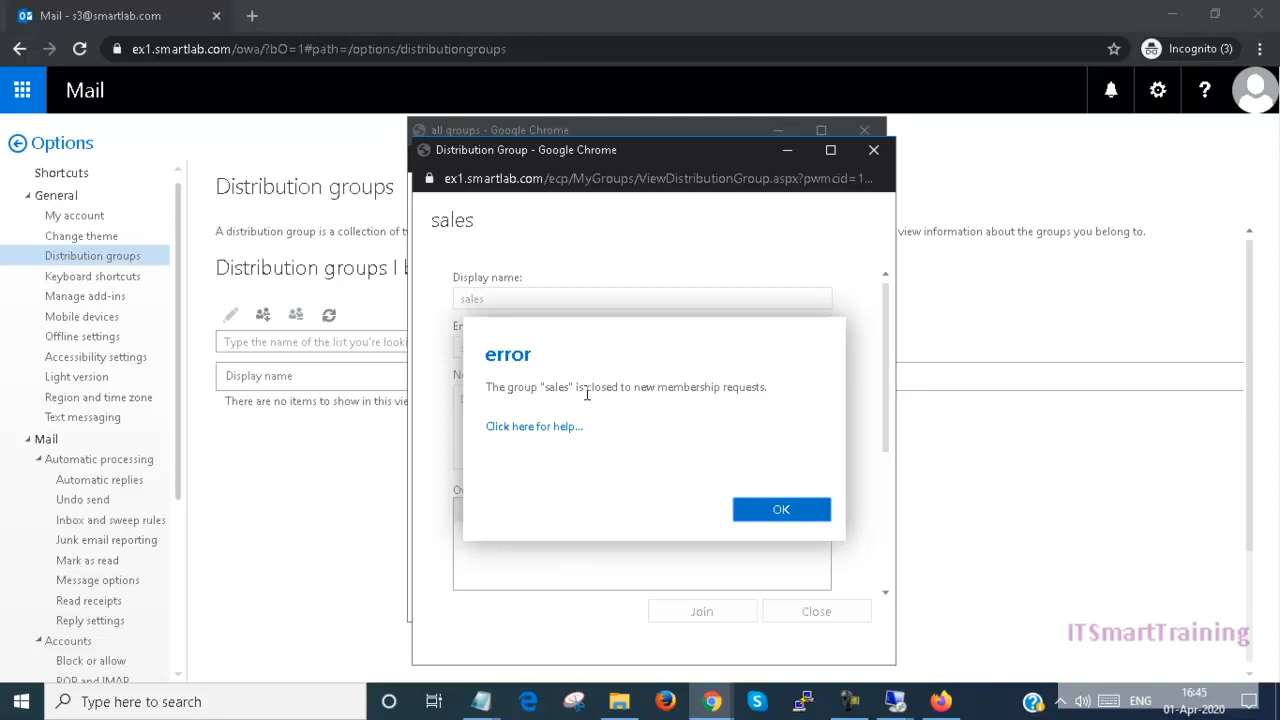 Mail - s3@smartlab.com
ex1.smartlab.com/owa/?bO=1#path=/options/distributiongroups
Incognito (3)
Mail
Options
Shortcuts
General
My account
Change theme
Distribution groups
Keyboard shortcuts
Manage add-ins
Mobile devices
Offline settings
Accessibility settings
Light version
Region and time zone
Text messaging
Mail
Automatic processing
Automatic replies
Undo send
Inbox and sweep rules
Junk email reporting
Mark as read
Message options
Read receipts
Reply settings
Accounts
Block or allow
POP and IMAP
Distribution groups
A distribution group is a collection of
view information about the groups you belong to.
Distribution groups I b
Type the name of the list you're looki
Display name
There are no items to show in this vie
all groups - Google Chrome
Distribution Group - Google Chrome
ex1.smartlab.com/ecp/MyGroups/ViewDistributionGroup.aspx?pwmcid=1...
sales
Display name:
sales
error
The group "sales" is closed to new membership requests.
Click here for help...
OK
Join
Close
ITSmartTraining
Type here to search
ENG
16:45
01-Apr-2020